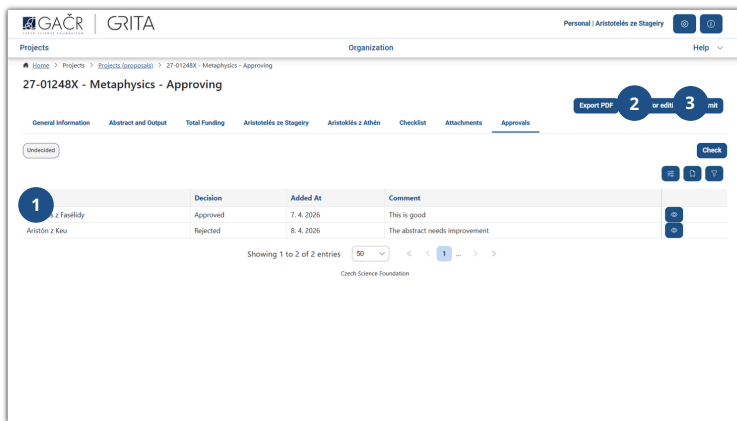 GAČR GRITA
CZECH SCIENCE FOUNDATION
Personal | Aristotelés ze Stageiry
Projects Organization Help
Home > Projects > Projects (proposals) > 27-01248X - Metaphysics - Approving
27-01248X - Metaphysics - Approving
Export PDF 2 or editi 3 mit
General Information Abstract and Output Total Funding Aristotelés ze Stageiry Aristoklés z Athén Checklist Attachments Approvals
Undecided Check
1 Decision Added At Comment
s z Fasélidy Approved 7. 4. 2026 This is good
Aristón z Keu Rejected 8. 4. 2026 The abstract needs improvement
Showing 1 to 2 of 2 entries 50 « < 1 ... > »
Czech Science Foundation